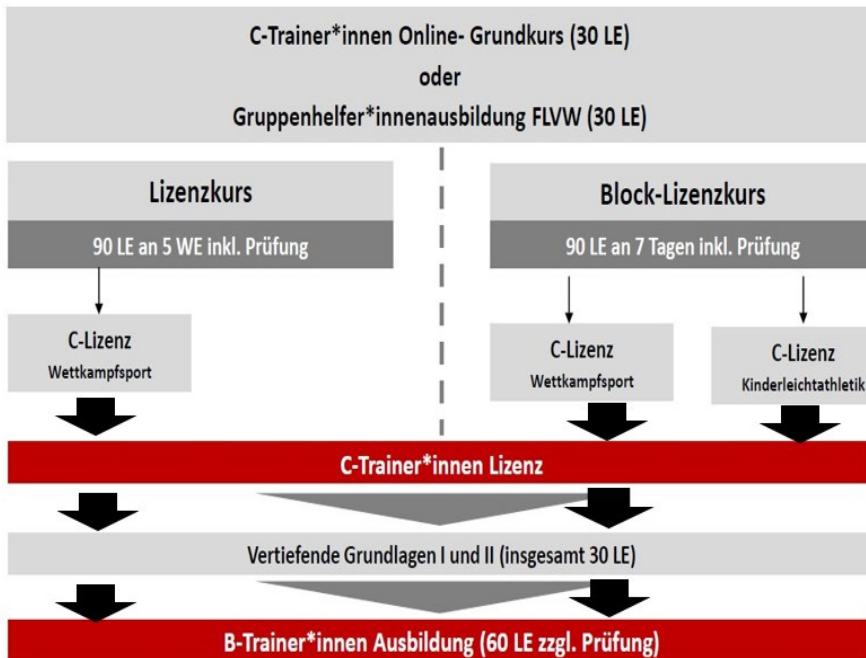 C-Trainer*innen Online- Grundkurs (30 LE)
oder
Gruppenhelfer*innenausbildung FLVW (30 LE)
Lizenzkurs
90 LE an 5 WE inkl. Prüfung
Block-Lizenzkurs
90 LE an 7 Tagen inkl. Prüfung
C-Lizenz
Wettkampfsport
C-Lizenz
Wettkampfsport
C-Lizenz
Kinderleichtathletik
C-Trainer*innen Lizenz
Vertiefende Grundlagen I und II (insgesamt 30 LE)
B-Trainer*innen Ausbildung (60 LE zzgl. Prüfung)